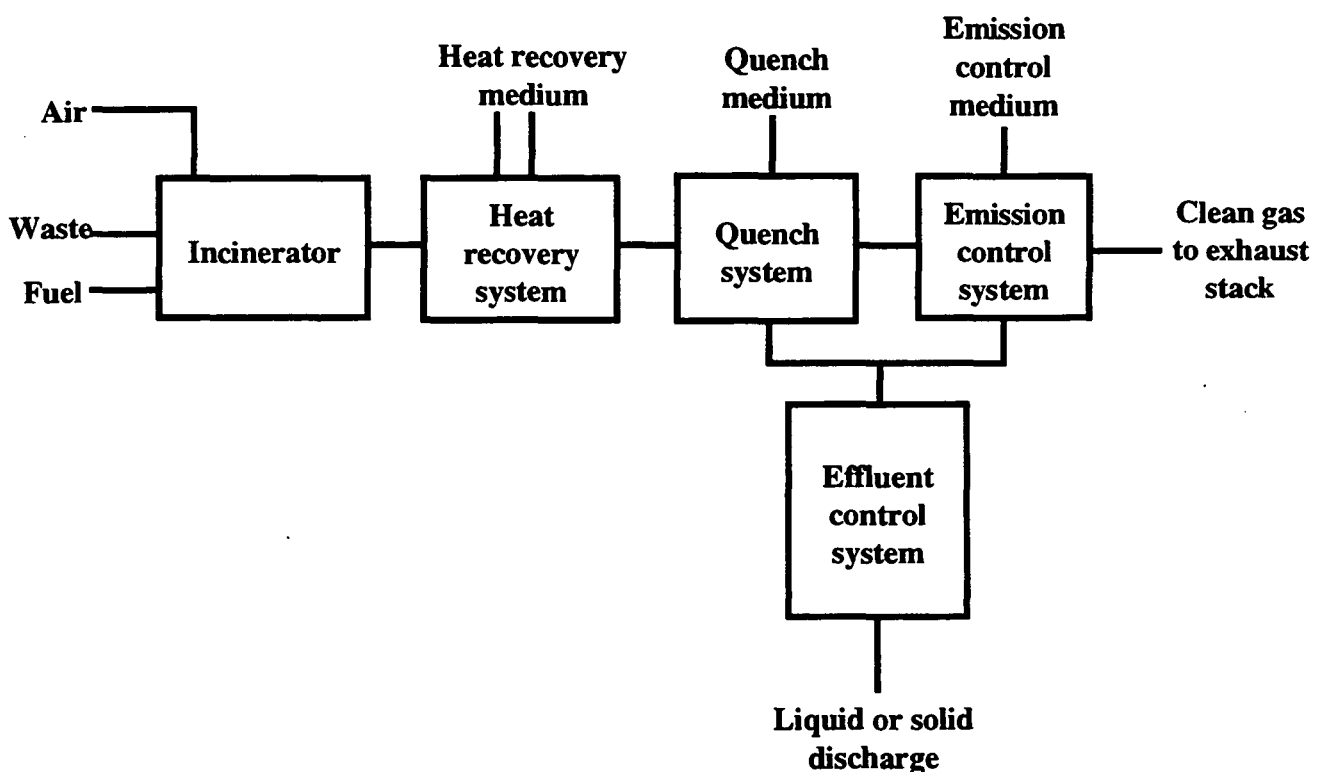 Air
Waste
Fuel
Incinerator
Heat recovery
medium
Heat
recovery
system
Quench
medium
Quench
system
Emission
control
medium
Emission
control
system
Clean gas
to exhaust
stack
Effluent
control
system
Liquid or solid
discharge